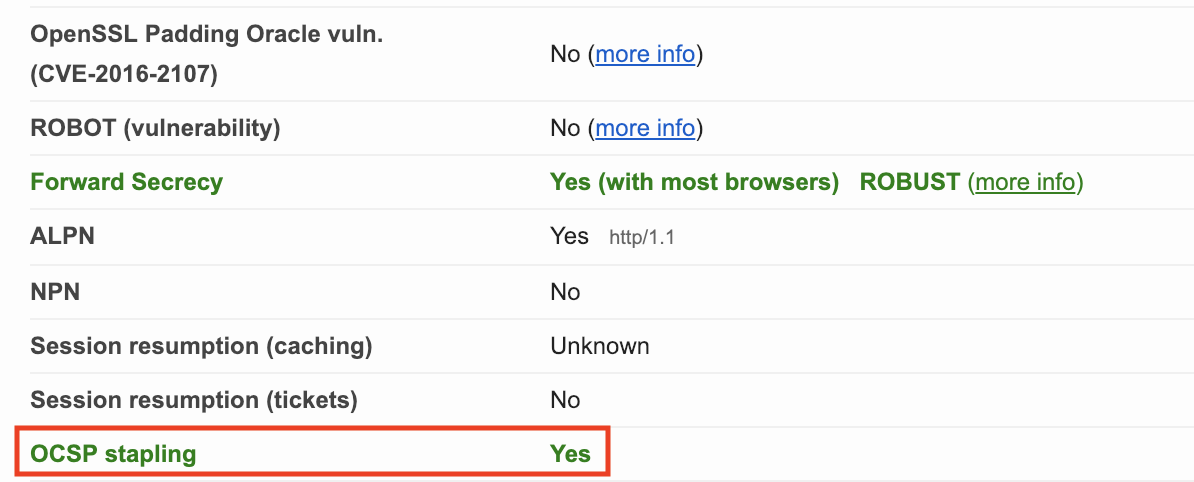 OpenSSL Padding Oracle vuln.
(CVE-2016-2107)
No (more info)
ROBOT (vulnerability) No (more info)
Forward Secrecy Yes (with most browsers) ROBUST (more info)
ALPN Yes http/1.1
NPN No
Session resumption (caching) Unknown
Session resumption (tickets) No
OCSP stapling Yes